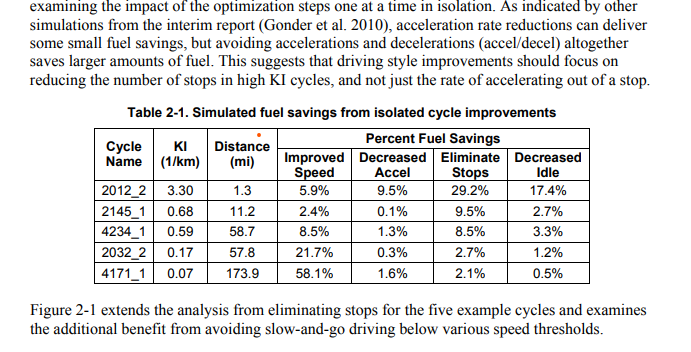 examining the impact of the optimization steps one at a time in isolation. As indicated by other
simulations from the interim report (Gonder et al. 2010), acceleration rate reductions can deliver
some small fuel savings, but avoiding accelerations and decelerations (accel/decel) altogether
saves larger amounts of fuel. This suggests that driving style improvements should focus on
reducing the number of stops in high KI cycles, and not just the rate of accelerating out of a stop.
Table 2-1. Simulated fuel savings from isolated cycle improvements
Cycle Name KI (1/km) Distance (mi) Percent Fuel Savings
Improved Speed Decreased Accel Eliminate Stops Decreased Idle
2012_2 3.30 1.3 5.9% 9.5% 29.2% 17.4%
2145_1 0.68 11.2 2.4% 0.1% 9.5% 2.7%
4234_1 0.59 58.7 8.5% 1.3% 8.5% 3.3%
2032_2 0.17 57.8 21.7% 0.3% 2.7% 1.2%
4171_1 0.07 173.9 58.1% 1.6% 2.1% 0.5%
Figure 2-1 extends the analysis from eliminating stops for the five example cycles and examines
the additional benefit from avoiding slow-and-go driving below various speed thresholds.